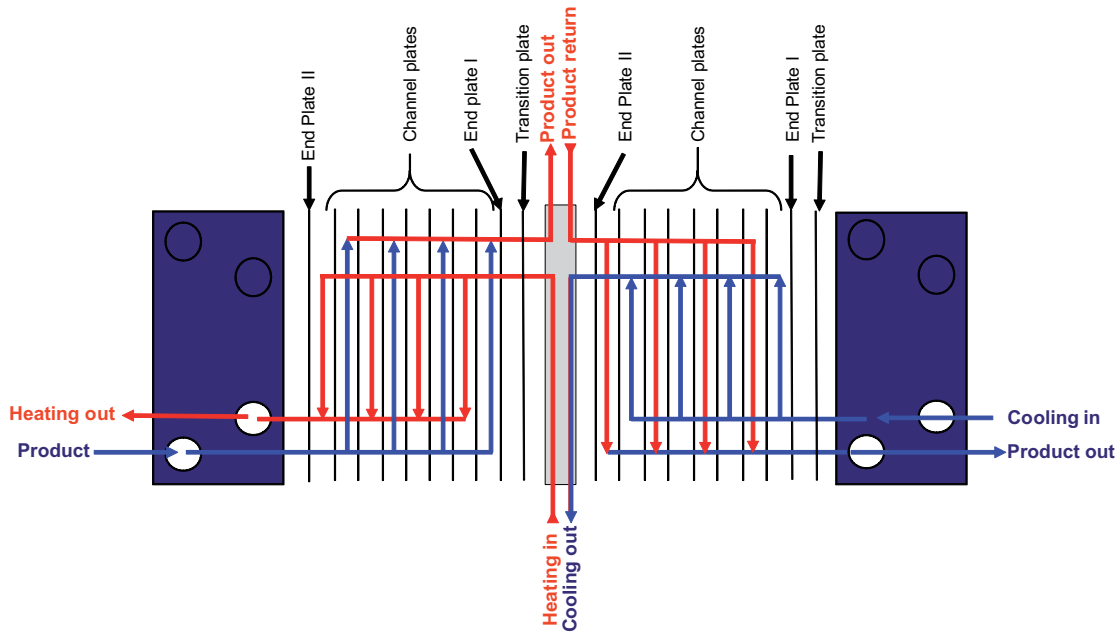 End Plate II
Channel plates
End plate I
Transition plate
Product out
Product return
End Plate II
Channel plates
End Plate I
Transition plate
Heating out
Product
Cooling in
Product out
Heating in
Cooling out